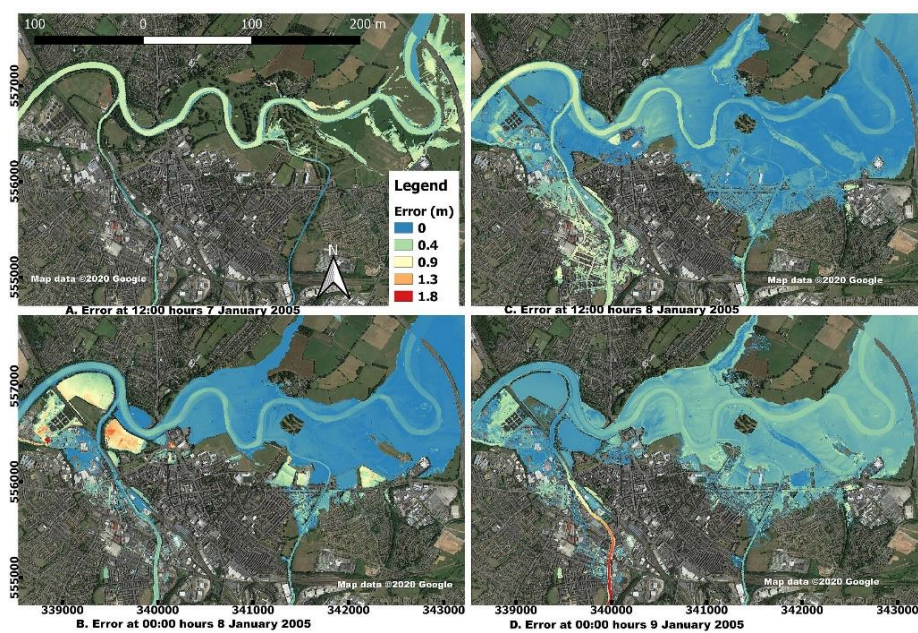 100 0 100 200 m
557000
556000
555000
Legend
Error (m)
0
0.4
0.9
1.3
1.8
N
Map data ©2020 Google
A. Error at 12:00 hours 7 January 2005
Map data ©2020 Google
C. Error at 12:00 hours 8 January 2005
557000
556000
555000
Map data ©2020 Google
339000 340000 341000 342000 343000
B. Error at 00:00 hours 8 January 2005
Map data ©2020 Google
339000 340000 341000 342000 343000
D. Error at 00:00 hours 9 January 2005